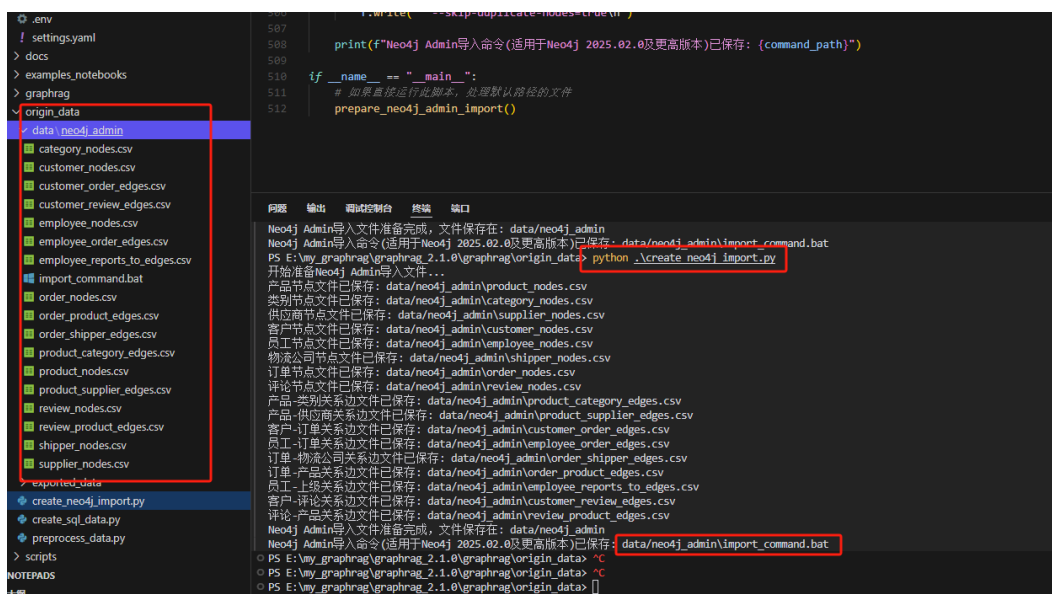 .env
! settings.yaml
> docs
> examples_notebooks
> graphrag
origin_data
data\neo4j_admin
category_nodes.csv
customer_nodes.csv
customer_order_edges.csv
customer_review_edges.csv
employee_nodes.csv
employee_order_edges.csv
employee_reports_to_edges.csv
import_command.bat
order_nodes.csv
order_product_edges.csv
order_shipper_edges.csv
product_category_edges.csv
product_nodes.csv
product_supplier_edges.csv
review_nodes.csv
review_product_edges.csv
shipper_nodes.csv
supplier_nodes.csv
> exported_data
create_neo4j_import.py
create_sql_data.py
preprocess_data.py
> scripts
NOTEPADS
506 f.write(" --skip-duplicate-nodes=true\n")
507
508 print(f"Neo4j Admin导入命令(适用于Neo4j 2025.02.0及更高版本)已保存: {command_path}")
509
510 if __name__ == "__main__":
511 # 如果直接运行此脚本，处理默认路径的文件
512 prepare_neo4j_admin_import()
问题 输出 调试控制台 终端 端口
Neo4j Admin导入文件准备完成，文件保存在: data/neo4j_admin
Neo4j Admin导入命令(适用于Neo4j 2025.02.0及更高版本)已保存: data/neo4j_admin\import_command.bat
PS E:\my_graphrag\graphrag_2.1.0\graphrag\origin_data> python .\create_neo4j_import.py
开始准备Neo4j Admin导入文件...
产品节点文件已保存: data/neo4j_admin\product_nodes.csv
类别节点文件已保存: data/neo4j_admin\category_nodes.csv
供应商节点文件已保存: data/neo4j_admin\supplier_nodes.csv
客户节点文件已保存: data/neo4j_admin\customer_nodes.csv
员工节点文件已保存: data/neo4j_admin\employee_nodes.csv
物流公司节点文件已保存: data/neo4j_admin\shipper_nodes.csv
订单节点文件已保存: data/neo4j_admin\order_nodes.csv
评论节点文件已保存: data/neo4j_admin\review_nodes.csv
产品-类别关系边文件已保存: data/neo4j_admin\product_category_edges.csv
产品-供应商关系边文件已保存: data/neo4j_admin\product_supplier_edges.csv
客户-订单关系边文件已保存: data/neo4j_admin\customer_order_edges.csv
员工-订单关系边文件已保存: data/neo4j_admin\employee_order_edges.csv
订单-物流公司关系边文件已保存: data/neo4j_admin\order_shipper_edges.csv
订单-产品关系边文件已保存: data/neo4j_admin\order_product_edges.csv
员工-上级关系边文件已保存: data/neo4j_admin\employee_reports_to_edges.csv
客户-评论关系边文件已保存: data/neo4j_admin\customer_review_edges.csv
评论-产品关系边文件已保存: data/neo4j_admin\review_product_edges.csv
Neo4j Admin导入文件准备完成，文件保存在: data/neo4j_admin
Neo4j Admin导入命令(适用于Neo4j 2025.02.0及更高版本)已保存: data/neo4j_admin\import_command.bat
PS E:\my_graphrag\graphrag_2.1.0\graphrag\origin_data> ^C
PS E:\my_graphrag\graphrag_2.1.0\graphrag\origin_data> ^C
PS E:\my_graphrag\graphrag_2.1.0\graphrag\origin_data>